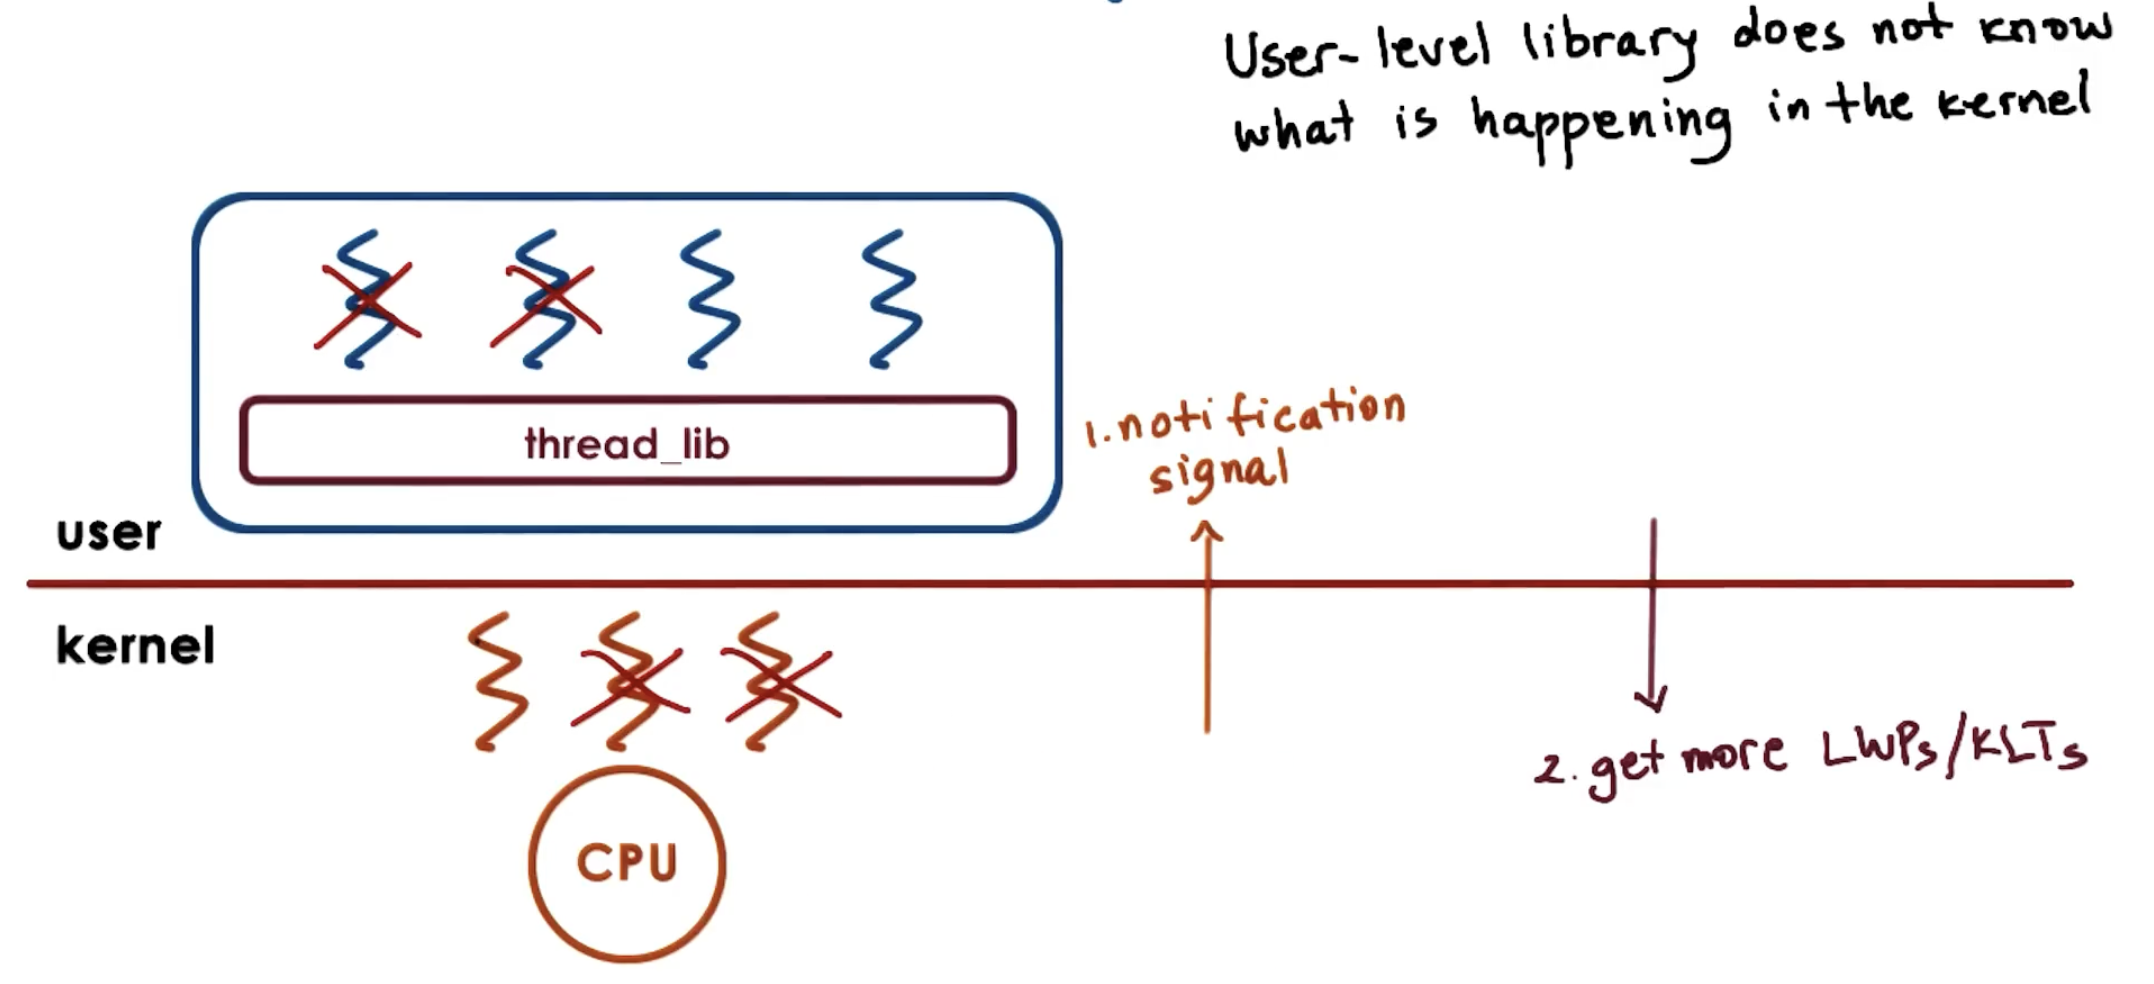 User-level library does not know
what is happening in the kernel
thread_lib
1. notification
signal
user
kernel
2. get more LWPs/KLTs
CPU